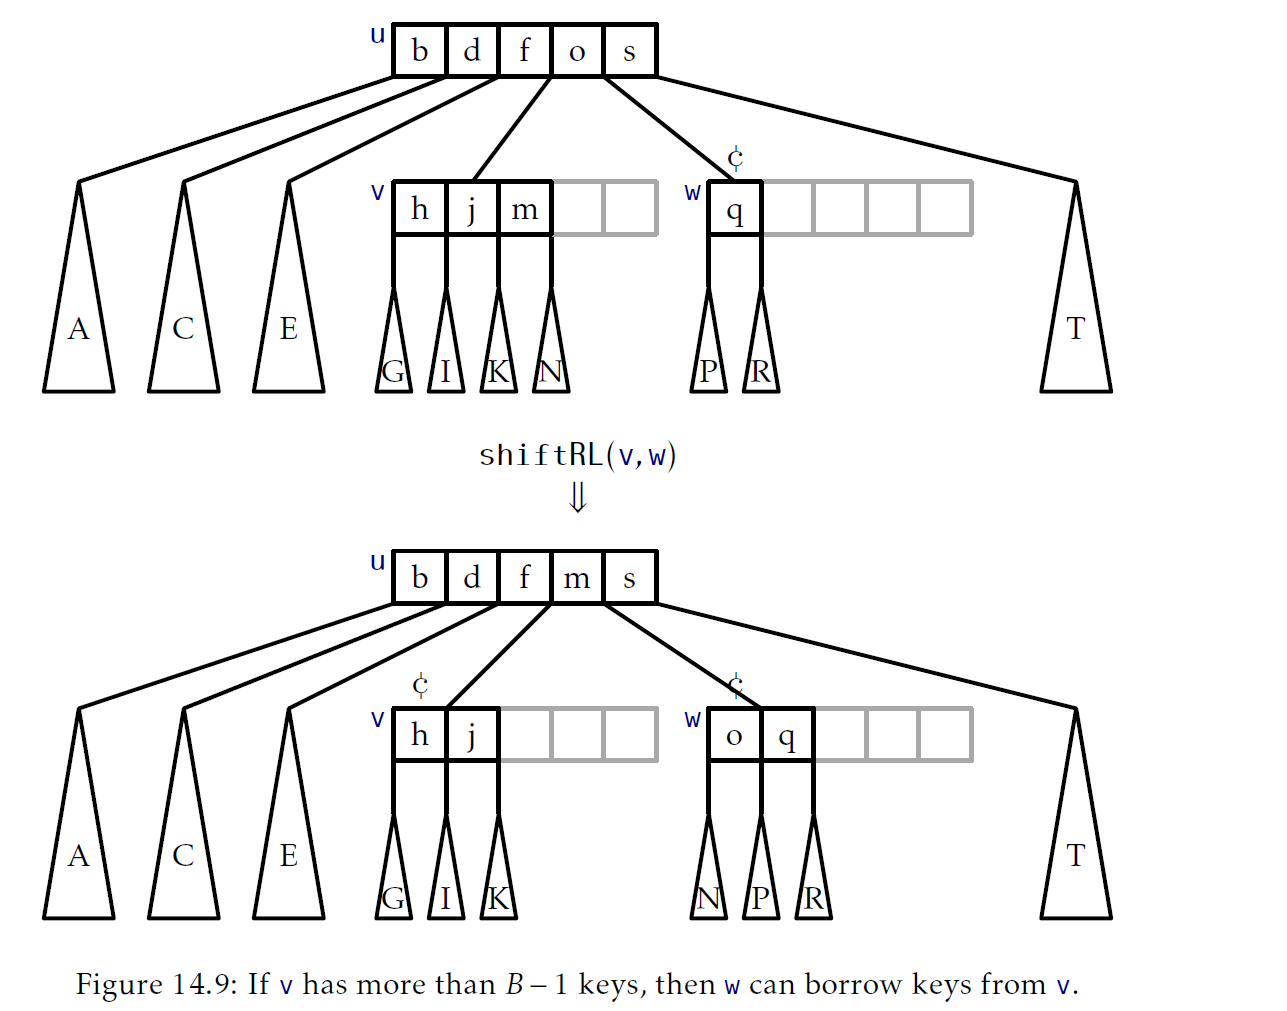 u b d f o s
¢
v h j m w q
A C E T
G I K N P R
shiftRL(v,w)
⇓
u b d f m s
¢ ¢
v h j w o q
A C E T
G I K N P R
Figure 14.9: If v has more than B – 1 keys, then w can borrow keys from v.